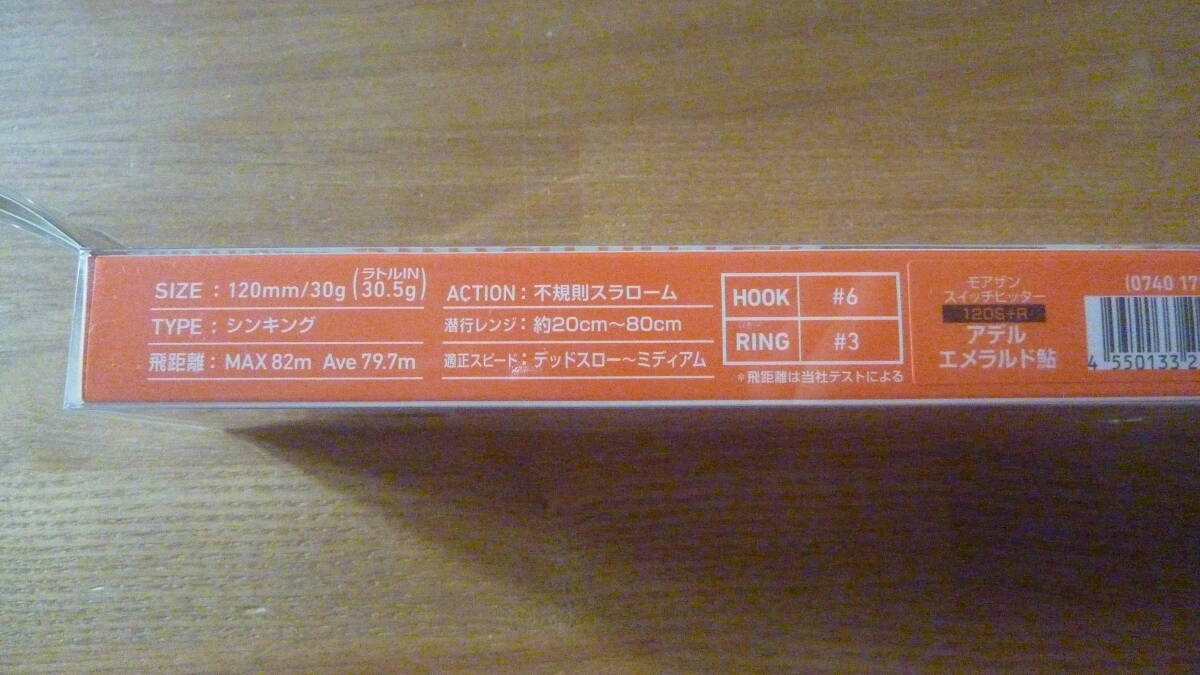 SIZE : 120mm/30g (ラトルIN 30.5g)
TYPE : シンキング
飛距離 : MAX 82m Ave 79.7m
ACTION : 不規則スラローム
潜行レンジ : 約20cm〜80cm
適正スピード : デッドスロー〜ミディアム
HOOK #6
RING #3
*飛距離は当社テストによる
モアザン
スイッチヒッター
120S+R
アデル
エメラルド鮎
(0740 17
4 550133 2